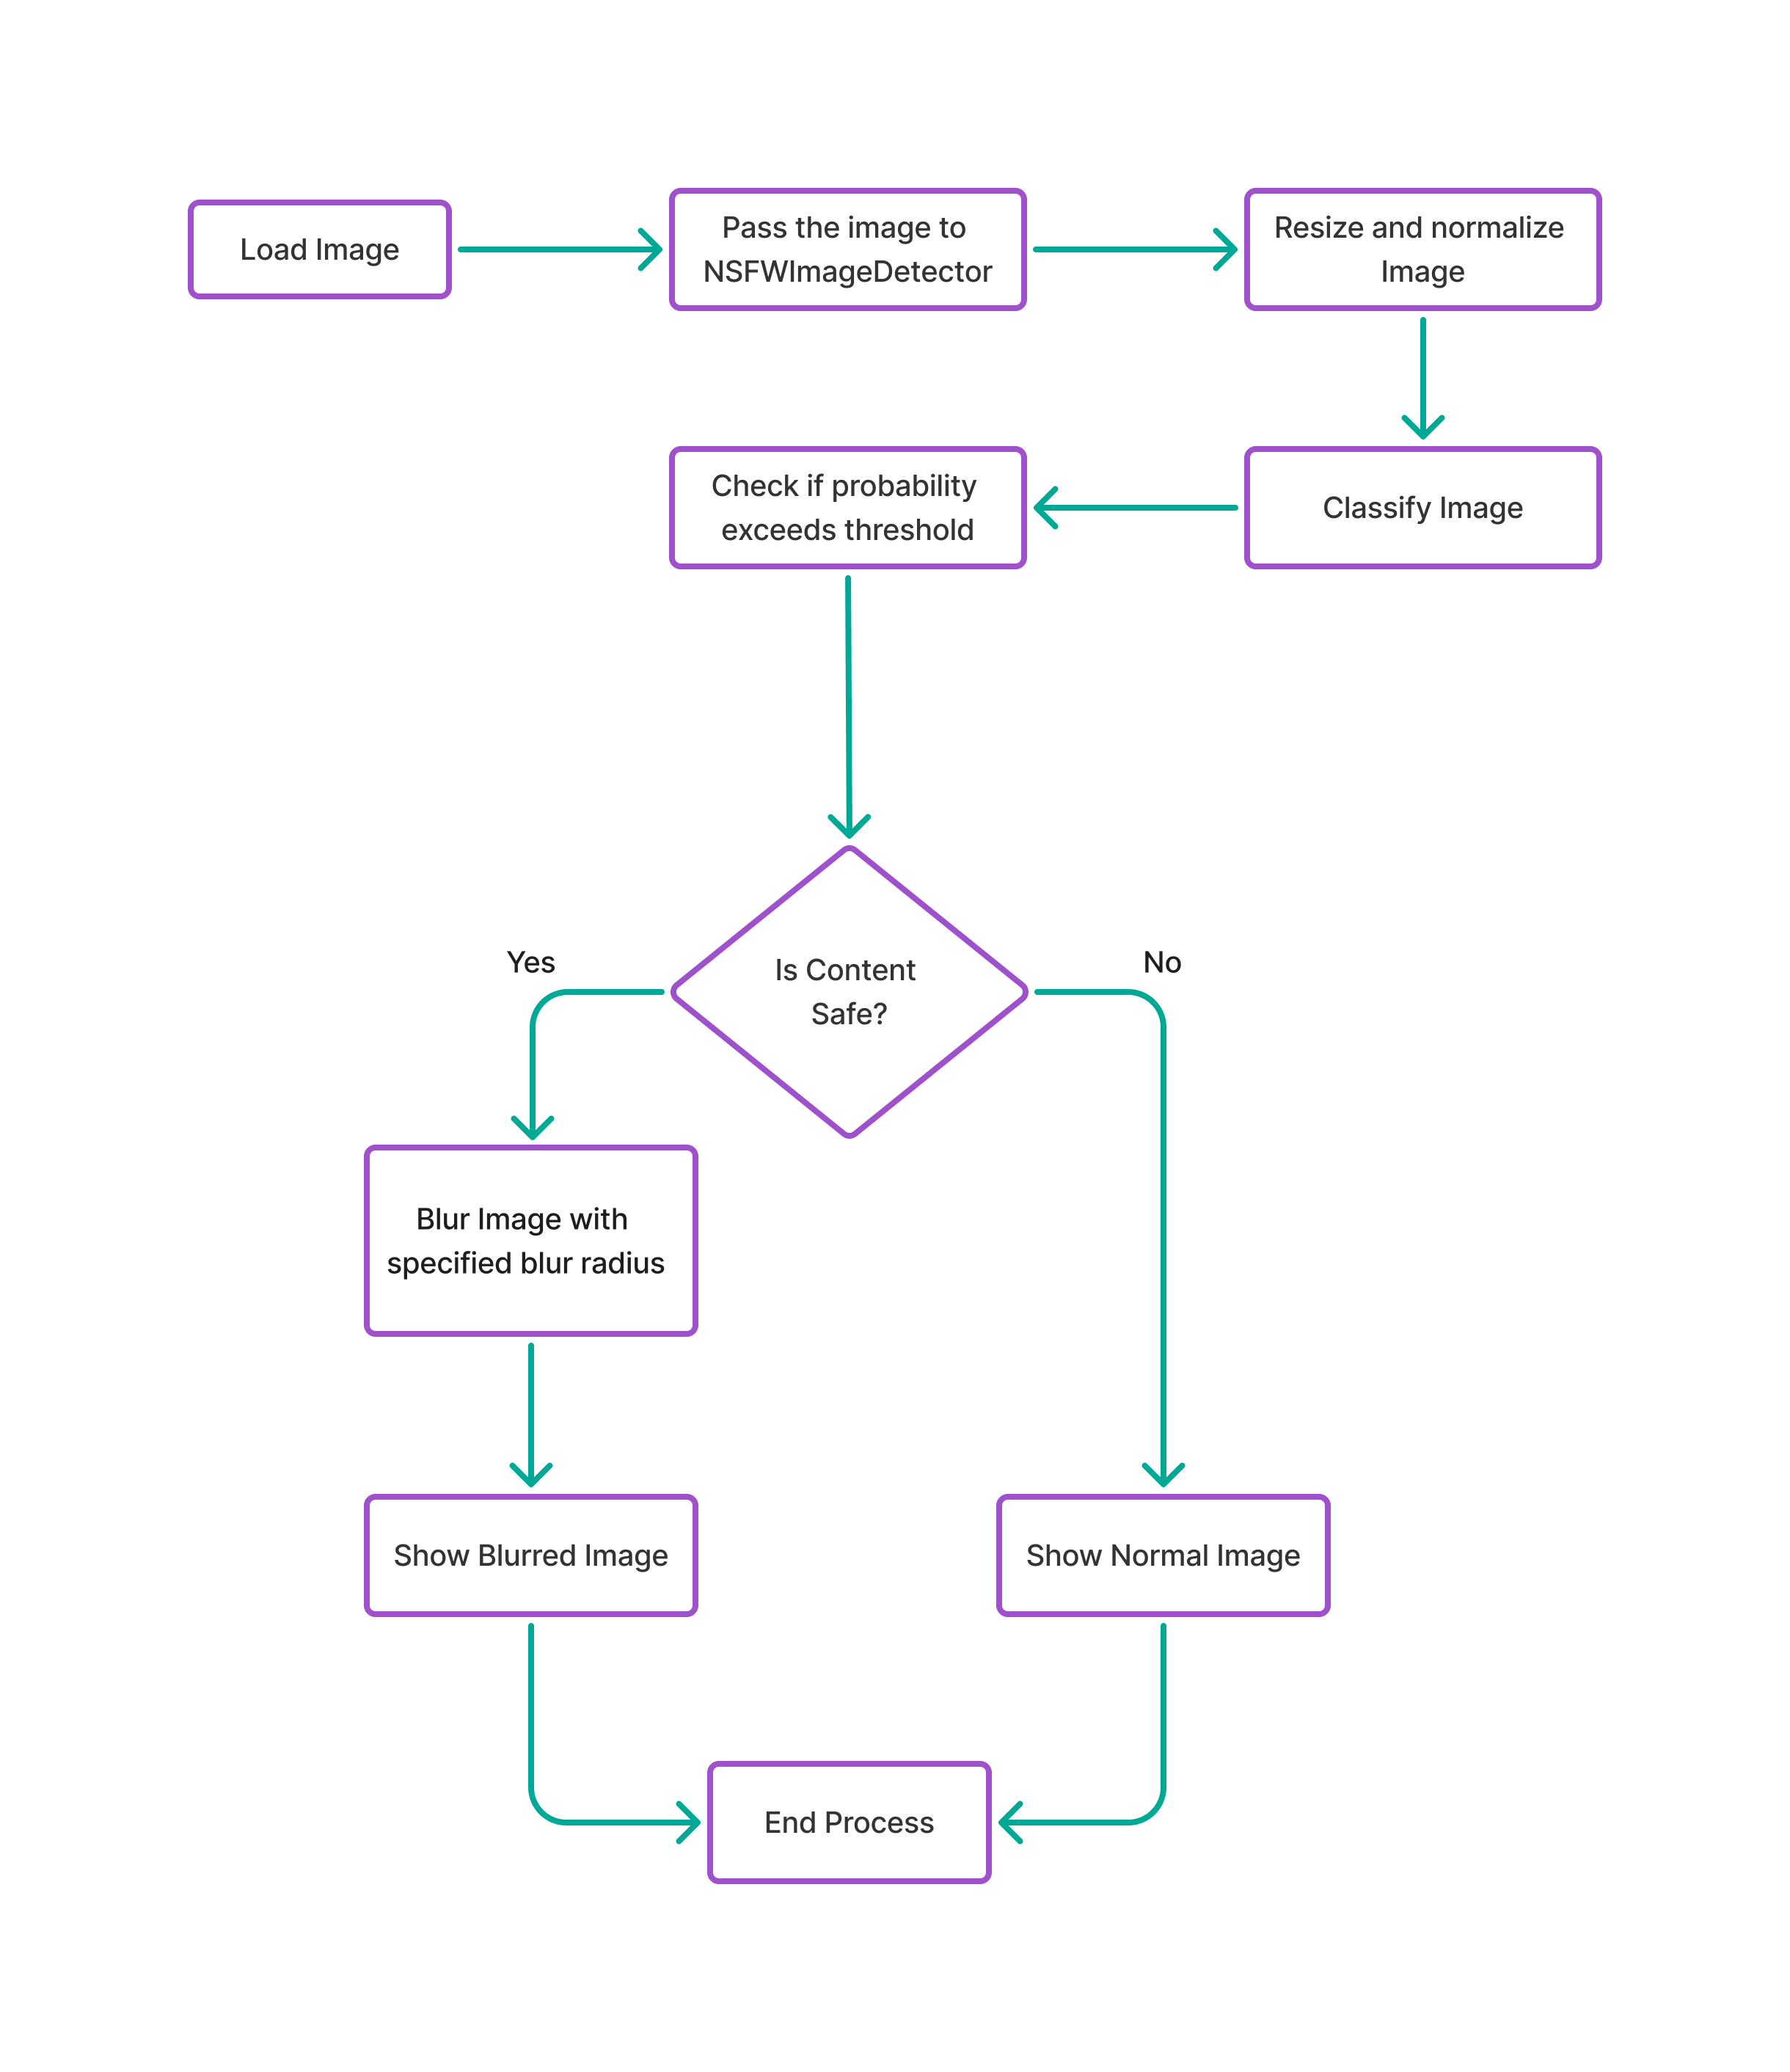 Load Image
Pass the image to
NSFWImageDetector
Resize and normalize
Image
Check if probability
exceeds threshold
Classify Image
Is Content
Safe?
Yes
No
Blur Image with
specified blur radius
Show Blurred Image
Show Normal Image
End Process